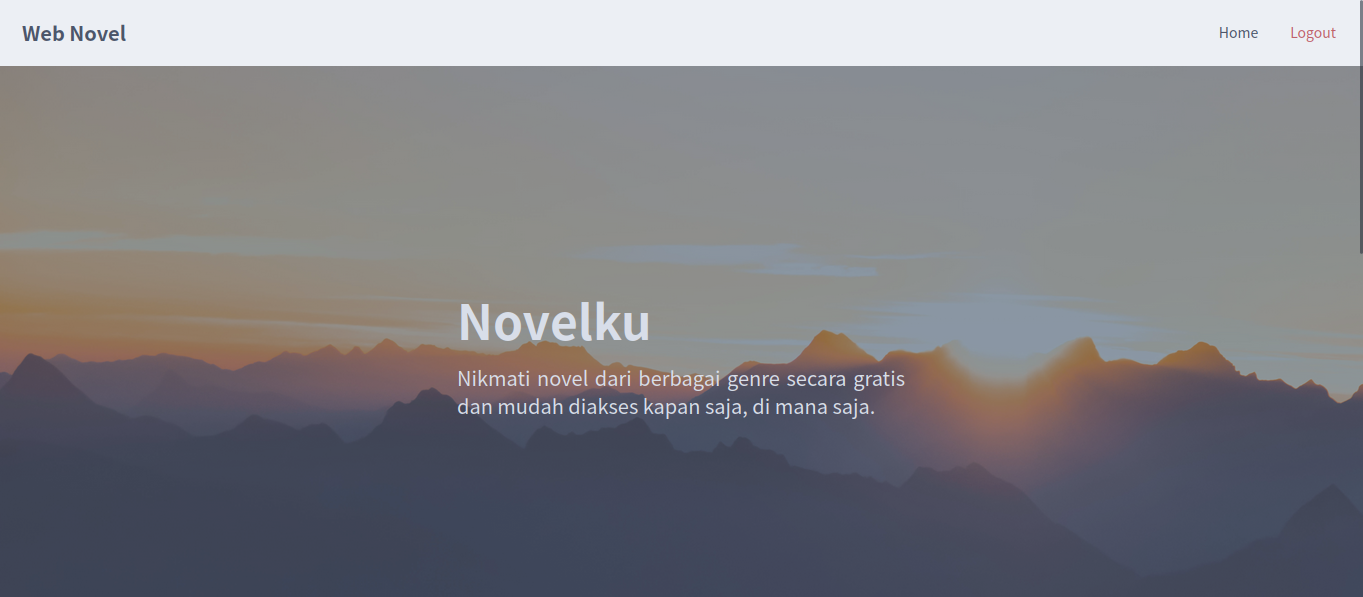 Web Novel
Home
Logout
Novelku
Nikmati novel dari berbagai genre secara gratis
dan mudah diakses kapan saja, di mana saja.